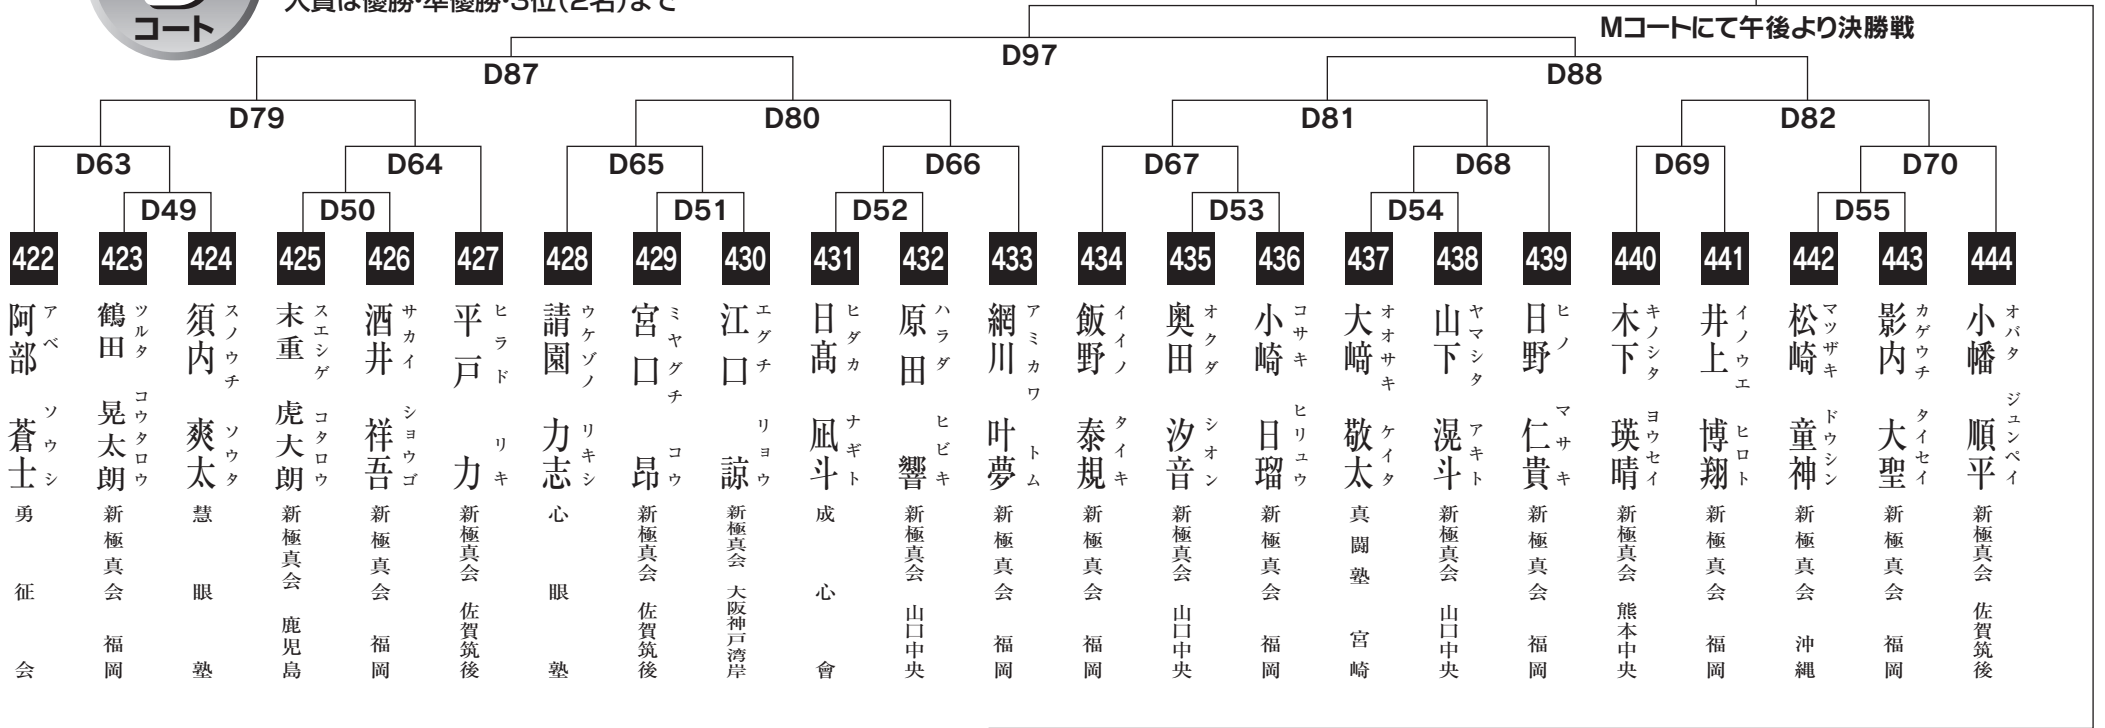 コート
入賞は優勝・準優勝・3位(2名)まで
Mコートにて午後より決勝戦
D97
D87
D88
D79
D80
D81
D82
D63
D64
D65
D66
D67
D68
D69
D70
D49
D50
D51
D52
D53
D54
D55
422 阿部 蒼士 アベ ソウシ 勇征会
423 鶴田 晃太朗 ツルタ コウタロウ 新極真会 福岡
424 須内 爽太 スノウチ ソウタ 慧眼塾
425 末重 虎大朗 スエシゲ コタロウ 新極真会 鹿児島
426 酒井 祥吾 サカイ ショウゴ 新極真会 福岡
427 平戸 力 ヒラド リキ 新極真会 佐賀筑後
428 請園 力志 ウケゾノ リキシ 心眼塾
429 宮口 昂 ミヤグチ コウ 新極真会 佐賀筑後
430 江口 諒 エグチ リョウ 新極真会 大阪神戸湾岸
431 日髙 凪斗 ヒダカ ナギト 成心會
432 原田 響 ハラダ ヒビキ 新極真会 山口中央
433 網川 叶夢 アミカワ トム 新極真会 福岡
434 飯野 泰規 イイノ タイキ 新極真会 福岡
435 奥田 汐音 オクダ シオン 新極真会 山口中央
436 小崎 日瑠 コサキ ヒリュウ 新極真会 福岡
437 大﨑 敬太 オオサキ ケイタ 真闘塾 宮崎
438 山下 滉斗 ヤマシタ アキト 新極真会 山口中央
439 日野 仁貴 ヒノ マサキ 新極真会 福岡
440 木下 瑛晴 キノシタ ヨウセイ 新極真会 熊本中央
441 井上 博翔 イノウエ ヒロト 新極真会 福岡
442 松崎 童神 マツザキ ドウシン 新極真会 沖縄
443 影内 大聖 カゲウチ タイセイ 新極真会 福岡
444 小幡 順平 オバタ ジュンペイ 新極真会 佐賀筑後